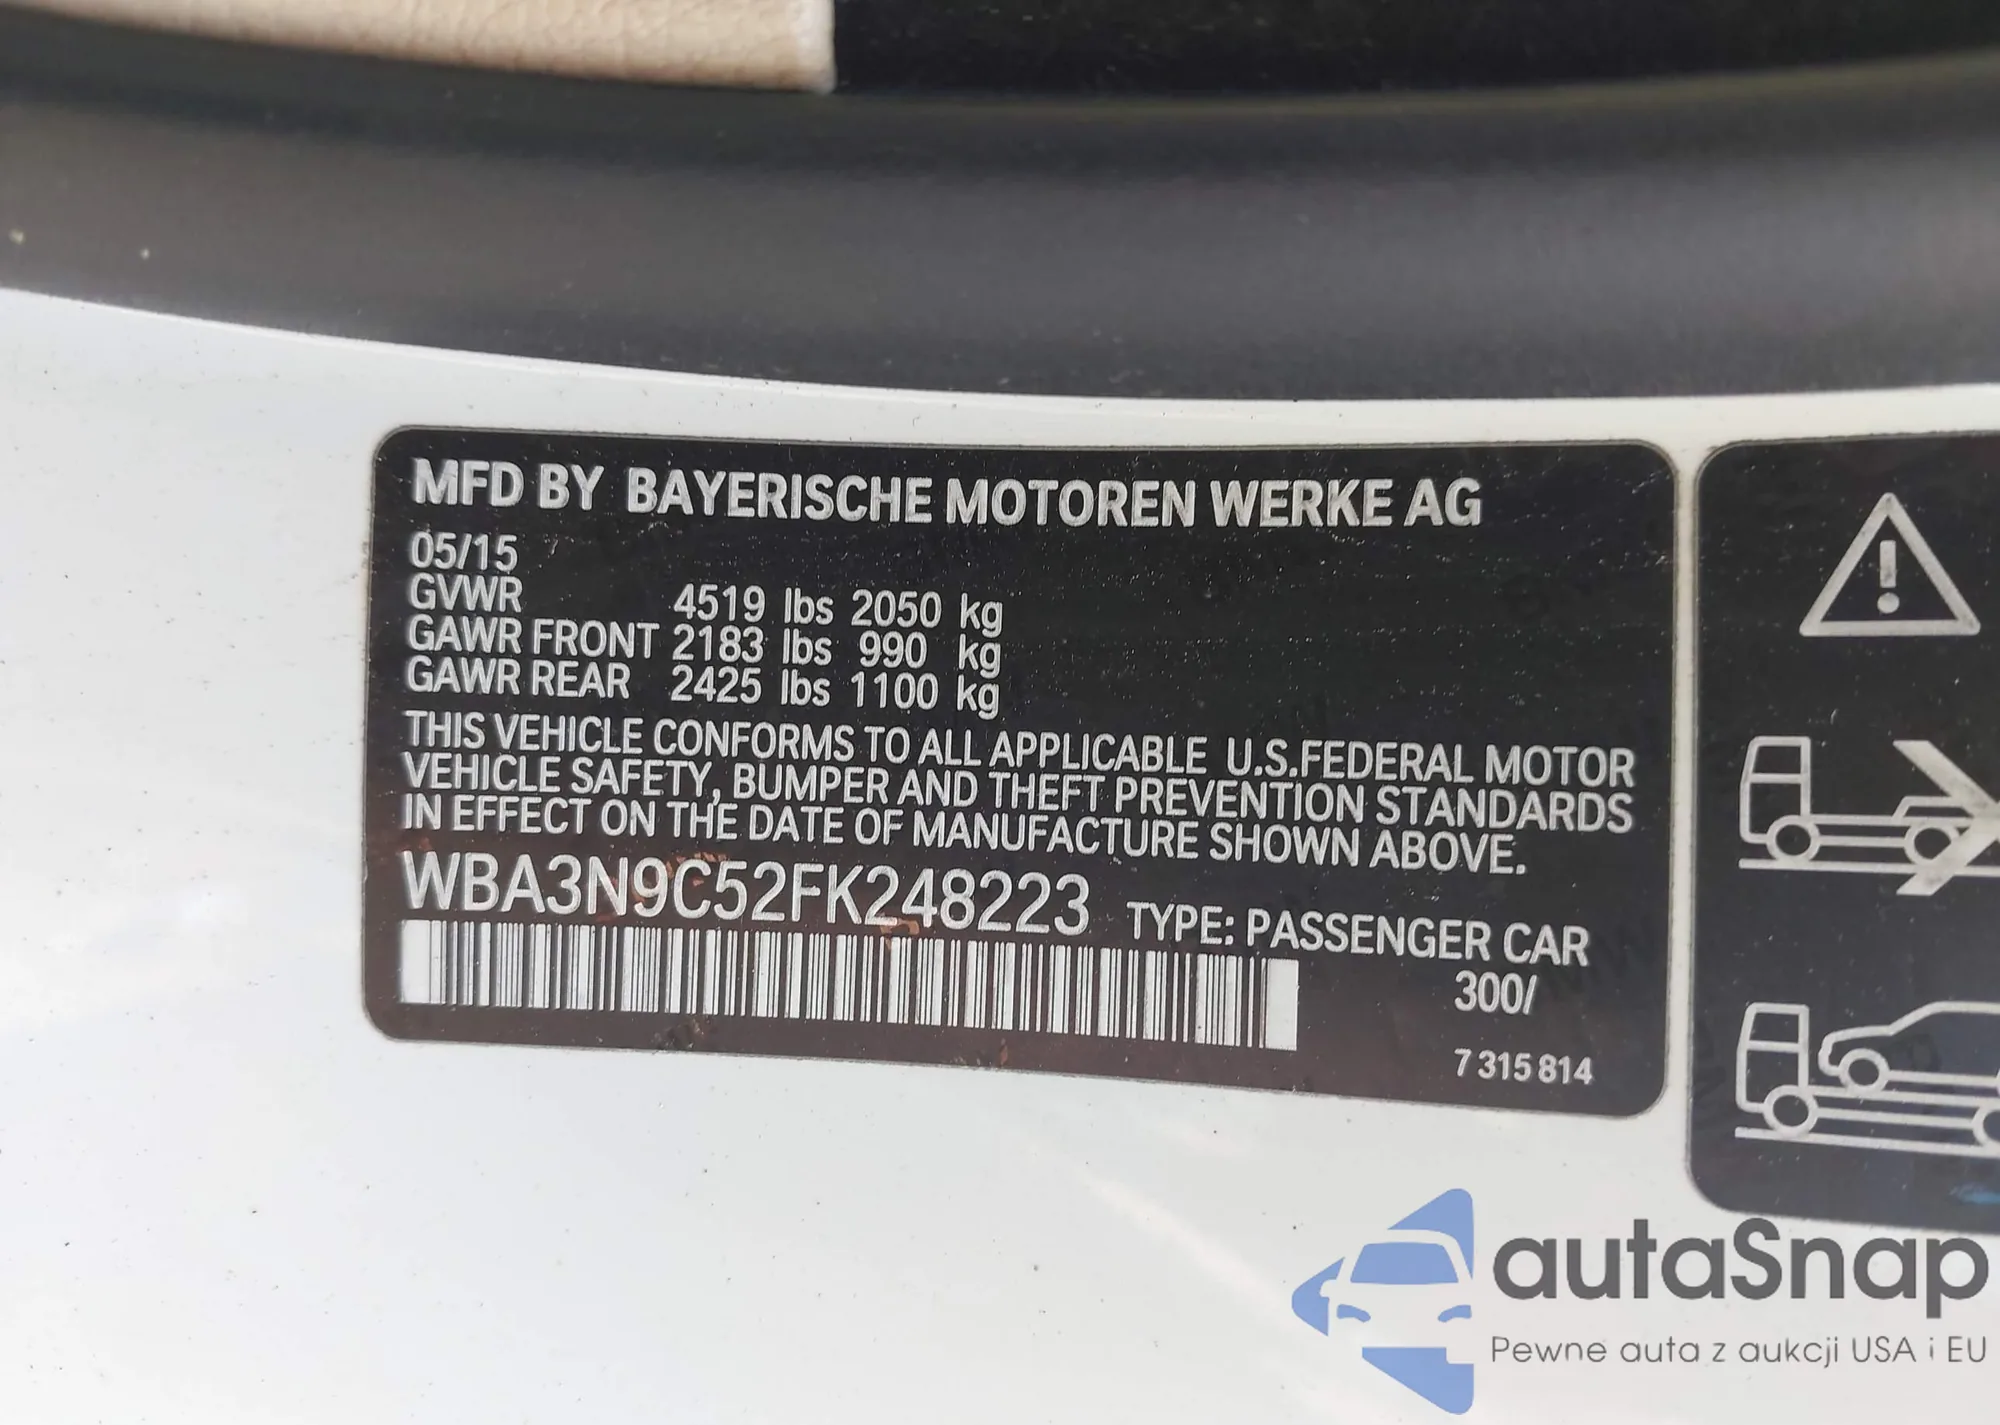 MFD BY BAYERISCHE MOTOREN WERKE AG
05/15
GVWR 4519 lbs 2050 kg
GAWR FRONT 2183 lbs 990 kg
GAWR REAR 2425 lbs 1100 kg
THIS VEHICLE CONFORMS TO ALL APPLICABLE U.S.FEDERAL MOTOR
VEHICLE SAFETY, BUMPER AND THEFT PREVENTION STANDARDS
IN EFFECT ON THE DATE OF MANUFACTURE SHOWN ABOVE.
WBA3N9C52FK248223 TYPE: PASSENGER CAR
300/
7 315 814
autaSnap
Pewne auta z aukcji USA i EU